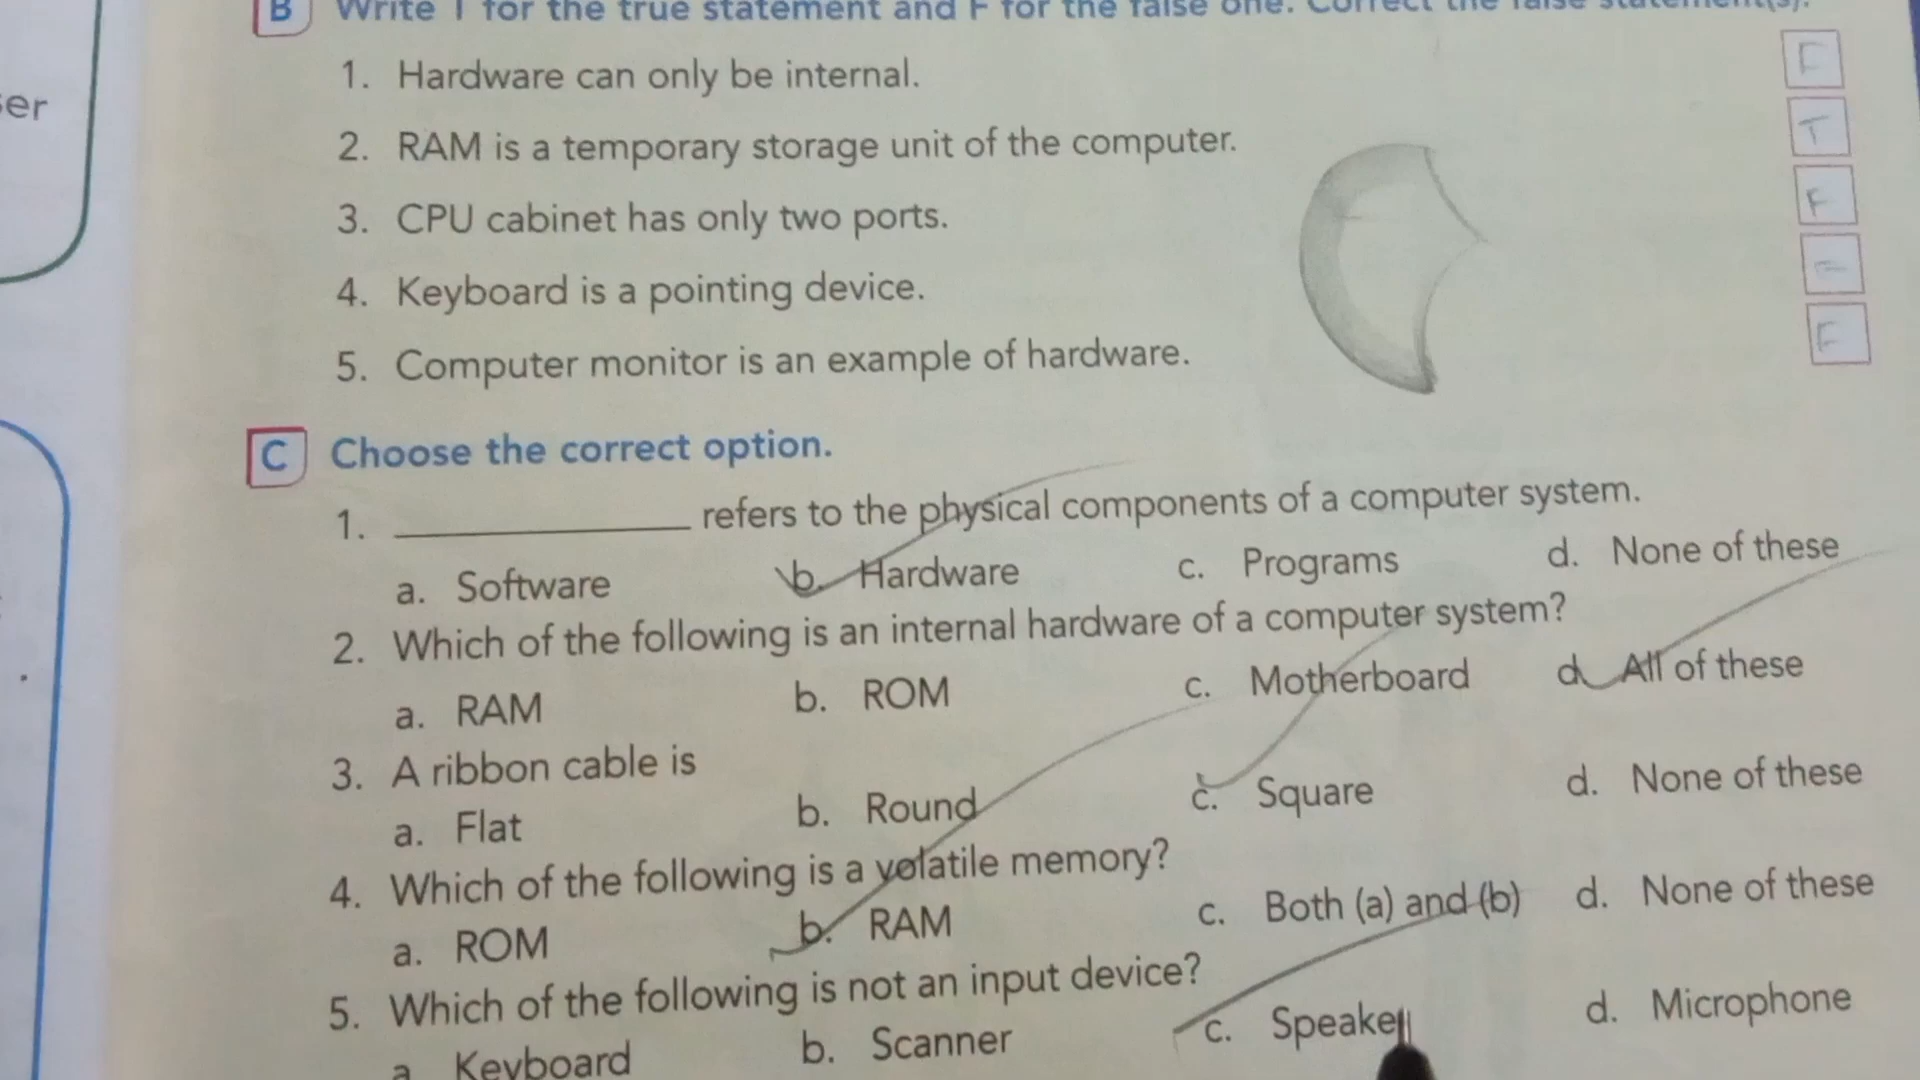 er
B Write T for the true statement and F for the false one. Correct the false statement(s).
1. Hardware can only be internal. F
2. RAM is a temporary storage unit of the computer. T
3. CPU cabinet has only two ports. F
4. Keyboard is a pointing device.
5. Computer monitor is an example of hardware. F
C Choose the correct option.
1. ____________ refers to the physical components of a computer system.
a. Software b. Hardware c. Programs d. None of these
2. Which of the following is an internal hardware of a computer system?
a. RAM b. ROM c. Motherboard d. All of these
3. A ribbon cable is
a. Flat b. Round c. Square d. None of these
4. Which of the following is a volatile memory?
a. ROM b. RAM c. Both (a) and (b) d. None of these
5. Which of the following is not an input device?
a Keyboard b. Scanner c. Speaker d. Microphone